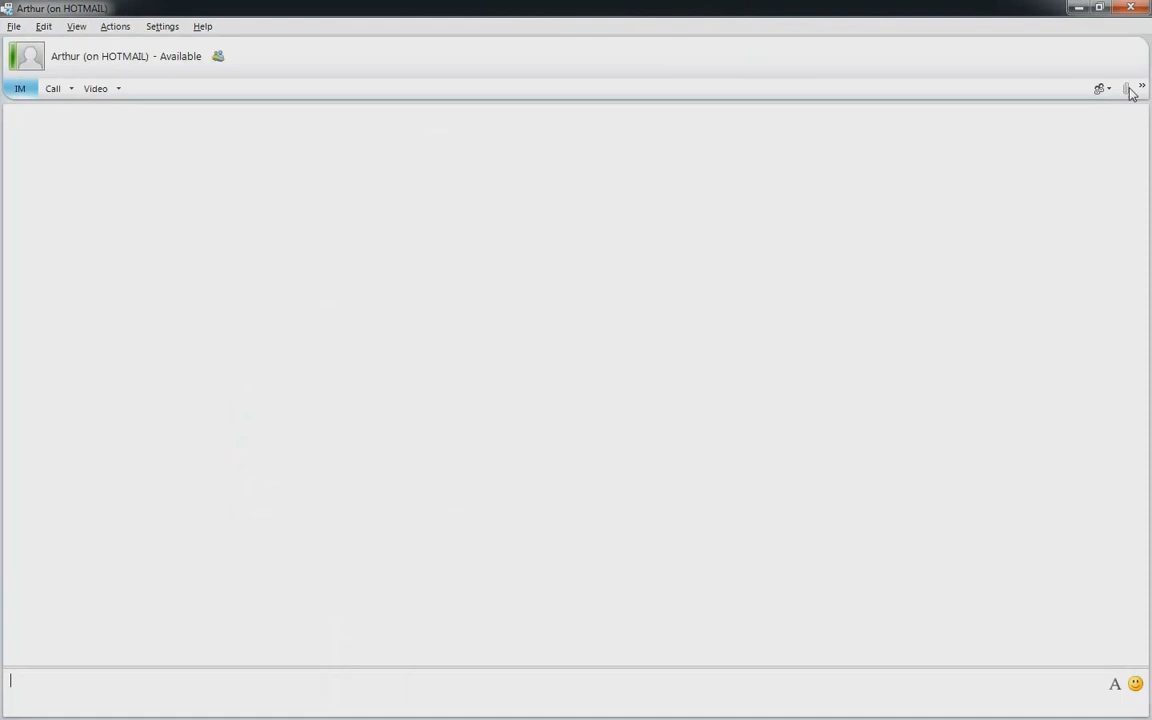 Arthur (on HOTMAIL)
File Edit View Actions Settings Help
Arthur (on HOTMAIL) - Available
IM Call Video
A